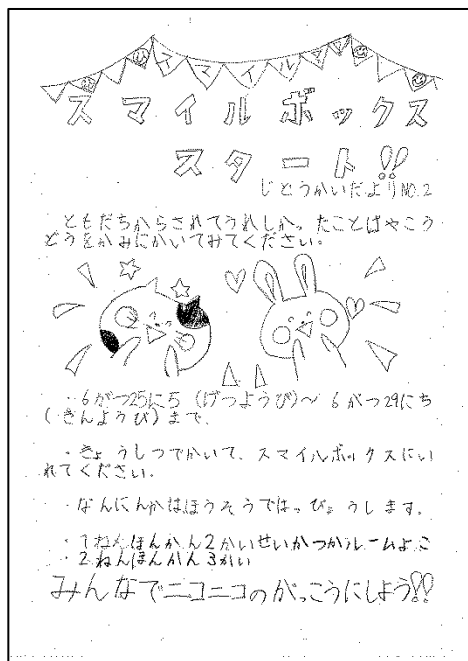 スマイルボックス
スタート!!
じどうかいだよりNO.2
ともだちからされてうれしかったことばやこう
どうをかみにかいてみてください。
・6がつ25にち(げつようび)～6がつ29にち
(きんようび)まで
・きょうしつでかいて、スマイルボックスにい
れてください。
・なんにんかはほうそうではっぴょうします。
・1ねんほんかん2かいせいかつかルームよこ
・2ねんほんかん3かい
みんなでニコニコのがっこうにしよう!!